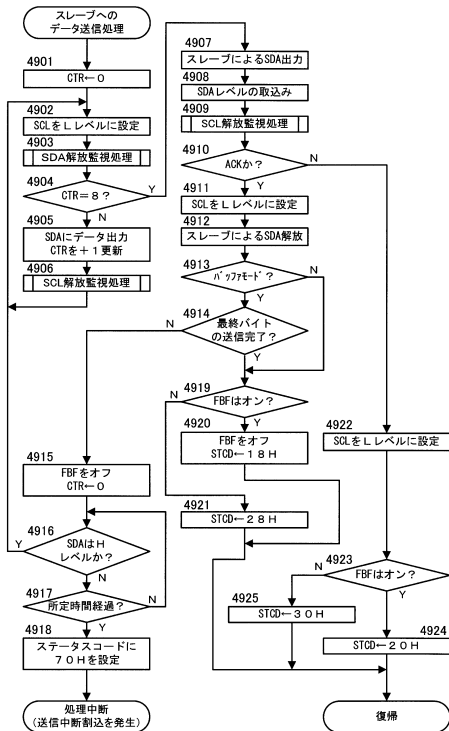 スレーブへの
データ送信処理
4901
CTR←0
4902
SCLをLレベルに設定
4903
SDA解放監視処理
4904
CTR=8?
Y
N
4905
SDAにデータ出力
CTRを+1更新
4906
SCL解放監視処理
4907
スレーブによるSDA出力
4908
SDAレベルの取込み
4909
SCL解放監視処理
4910
ACKか?
N
Y
4911
SCLをLレベルに設定
4912
スレーブによるSDA解放
4913
バッファモード?
N
Y
4914
最終バイト
の送信完了?
N
Y
4919
FBFはオン?
N
Y
4920
FBFをオフ
STCD←18H
4921
STCD←28H
4915
FBFをオフ
CTR←0
4916
SDAはH
レベルか?
Y
N
4917
所定時間経過?
N
Y
4918
ステータスコードに
70Hを設定
処理中断
(送信中断割込を発生)
4922
SCLをLレベルに設定
4923
FBFはオン?
N
Y
4925
STCD←30H
4924
STCD←20H
復帰